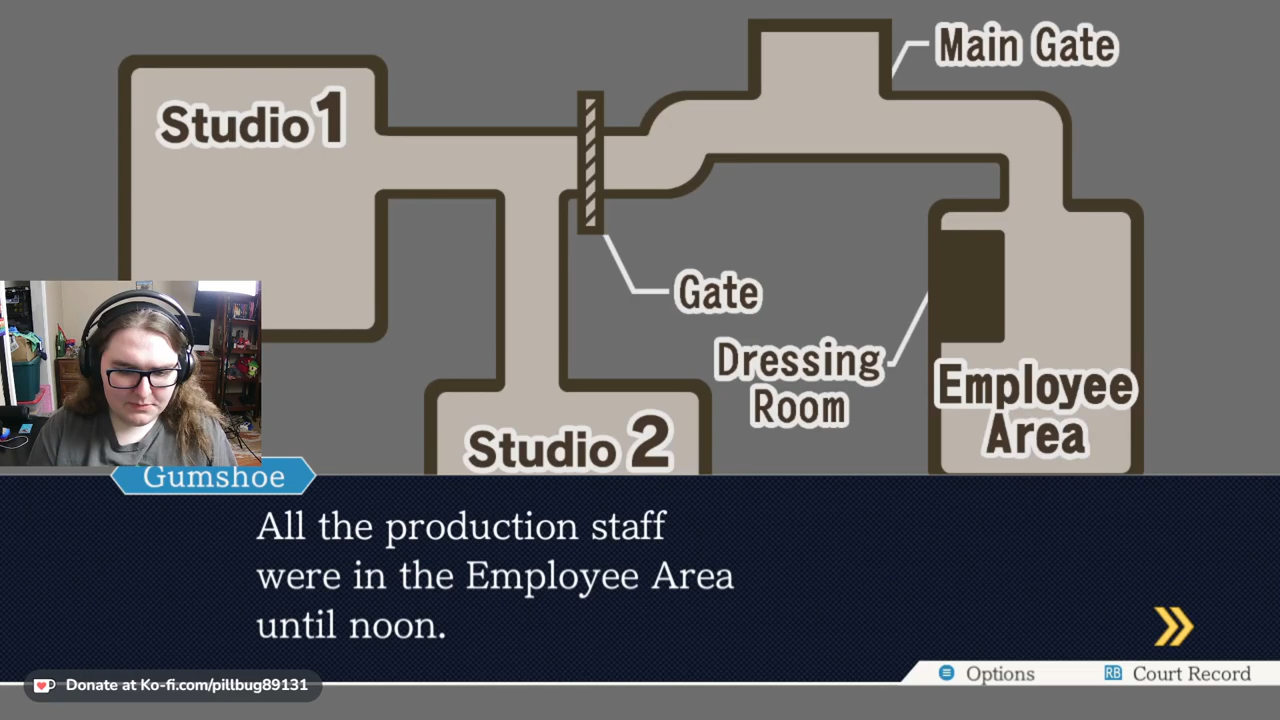 Main Gate
Studio 1
Gate
Dressing
Room
Employee
Area
Studio 2
Gumshoe
All the production staff
were in the Employee Area
until noon.
Options
RB Court Record
Donate at Ko-fi.com/pillbug89131